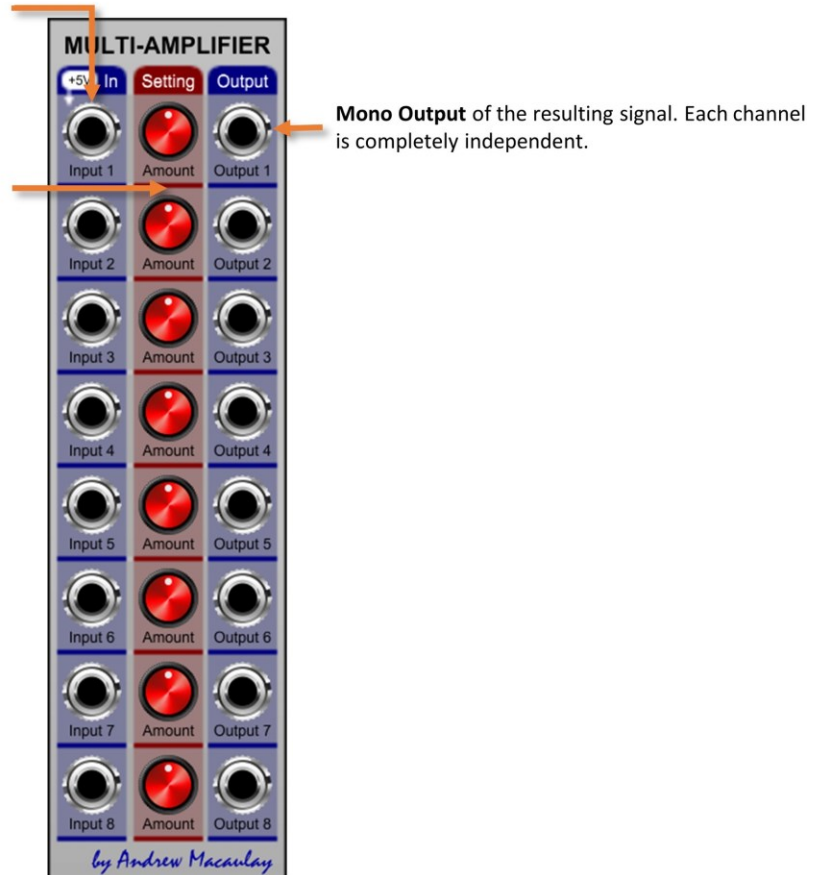 MULTI-AMPLIFIER
+5V In Setting Output
Mono Output of the resulting signal. Each channel
is completely independent.
Input 1 Amount Output 1
Input 2 Amount Output 2
Input 3 Amount Output 3
Input 4 Amount Output 4
Input 5 Amount Output 5
Input 6 Amount Output 6
Input 7 Amount Output 7
Input 8 Amount Output 8
by Andrew Macaulay